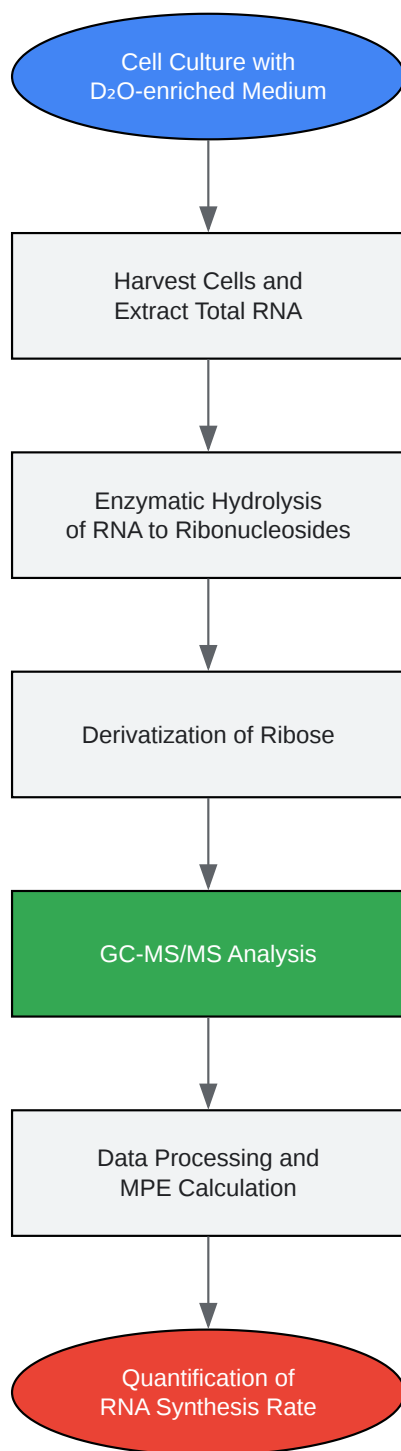 Cell Culture with
D₂O-enriched Medium
Harvest Cells and
Extract Total RNA
Enzymatic Hydrolysis
of RNA to Ribonucleosides
Derivatization of Ribose
GC-MS/MS Analysis
Data Processing and
MPE Calculation
Quantification of
RNA Synthesis Rate